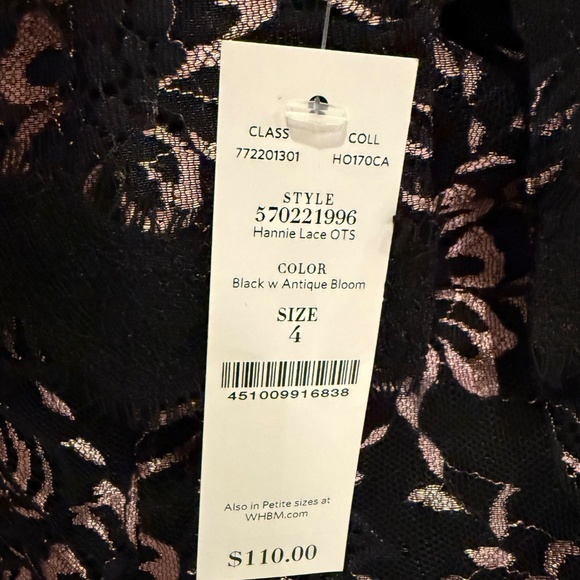 CLASS COLL
772201301 HO170CA
STYLE
570221996
Hannie Lace OTS
COLOR
Black w Antique Bloom
SIZE
4
451009916838
Also in Petite sizes at
WHBM.com
$110.00